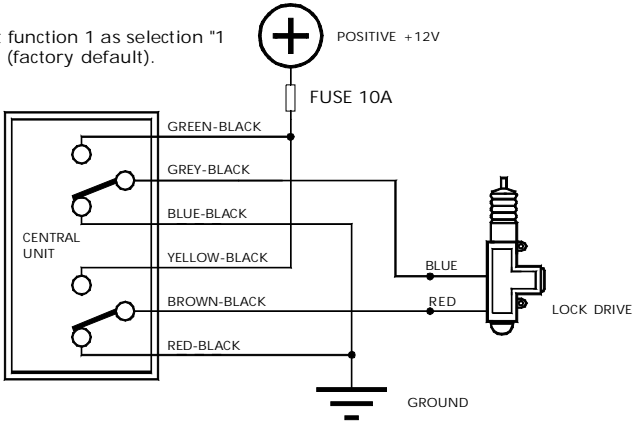 function 1 as selection "1
(factory default).
POSITIVE +12V
FUSE 10A
GREEN-BLACK
GREY-BLACK
BLUE-BLACK
CENTRAL
UNIT
YELLOW-BLACK
BLUE
BROWN-BLACK
RED
LOCK DRIVE
RED-BLACK
GROUND